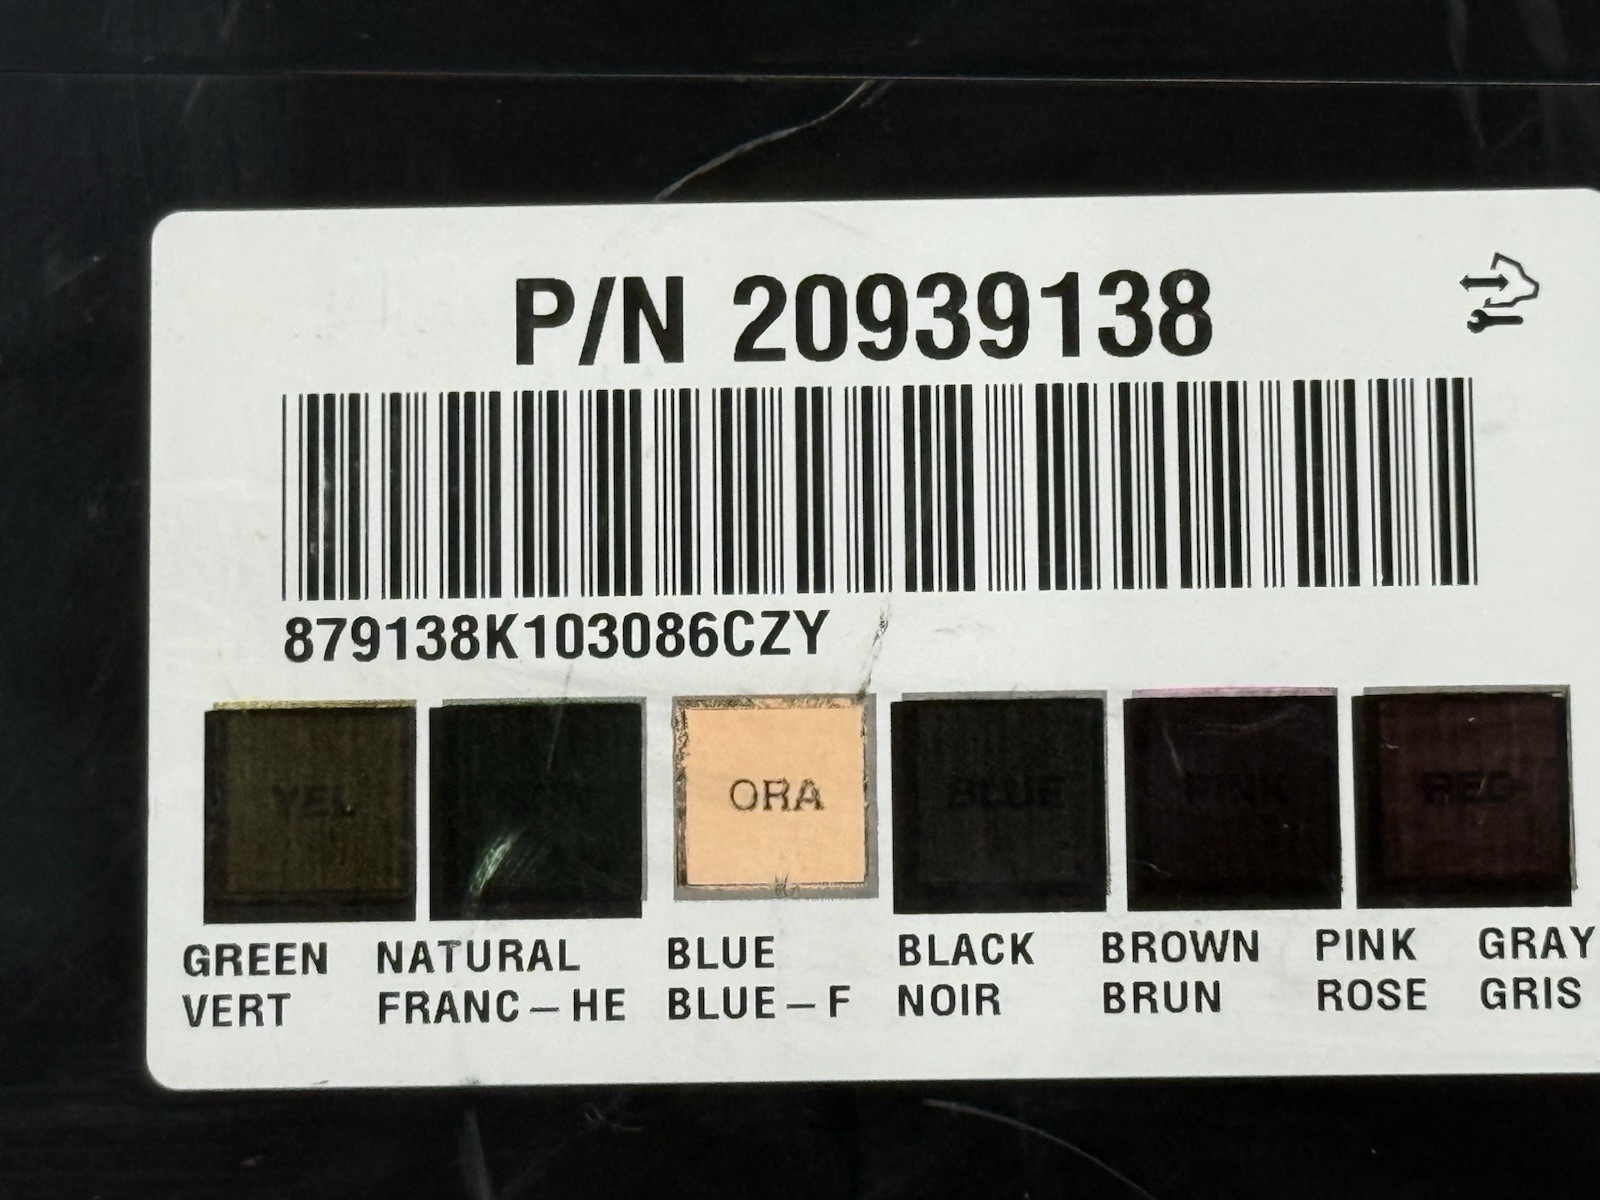 P/N 20939138
879138K103086CZY
YEL ORA BLUE PINK RED
GREEN NATURAL BLUE BLACK BROWN PINK GRAY
VERT FRANC-HE BLUE-F NOIR BRUN ROSE GRIS